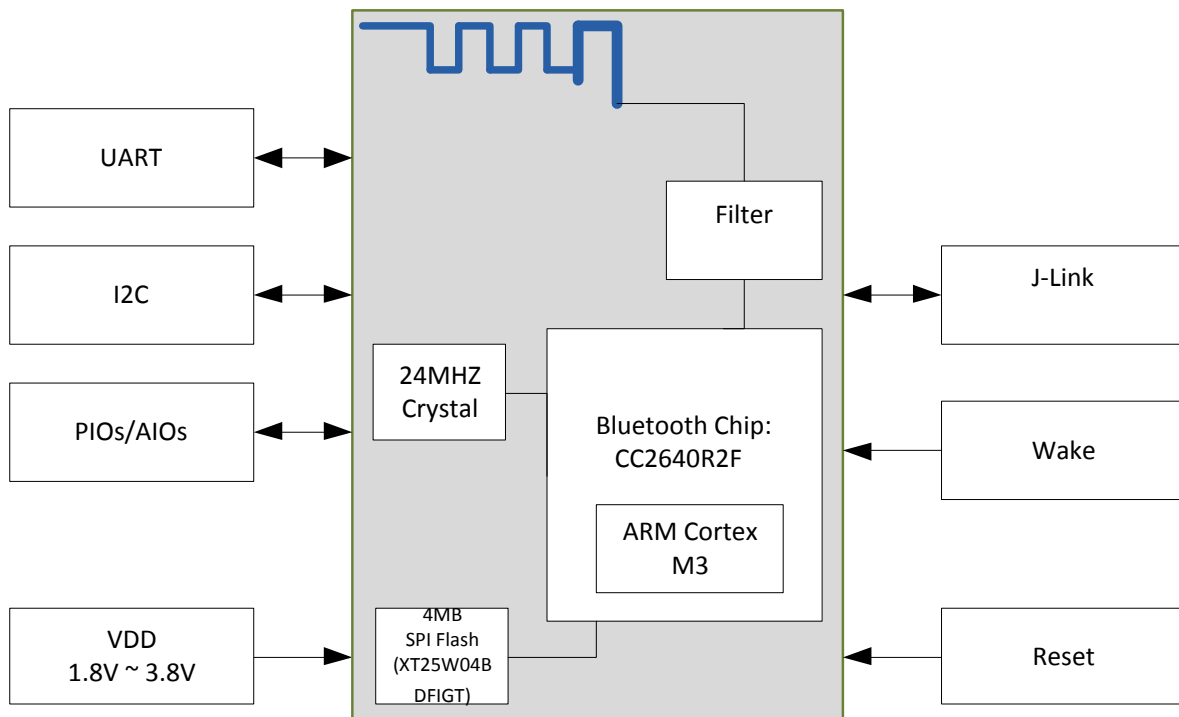 UART
Filter
I2C
J-Link
24MHZ
Crystal
PIOs/AIOs
Bluetooth Chip:
CC2640R2F
Wake
ARM Cortex
M3
VDD
1.8V ~ 3.8V
4MB
SPI Flash
(XT25W04B
DFIGT)
Reset